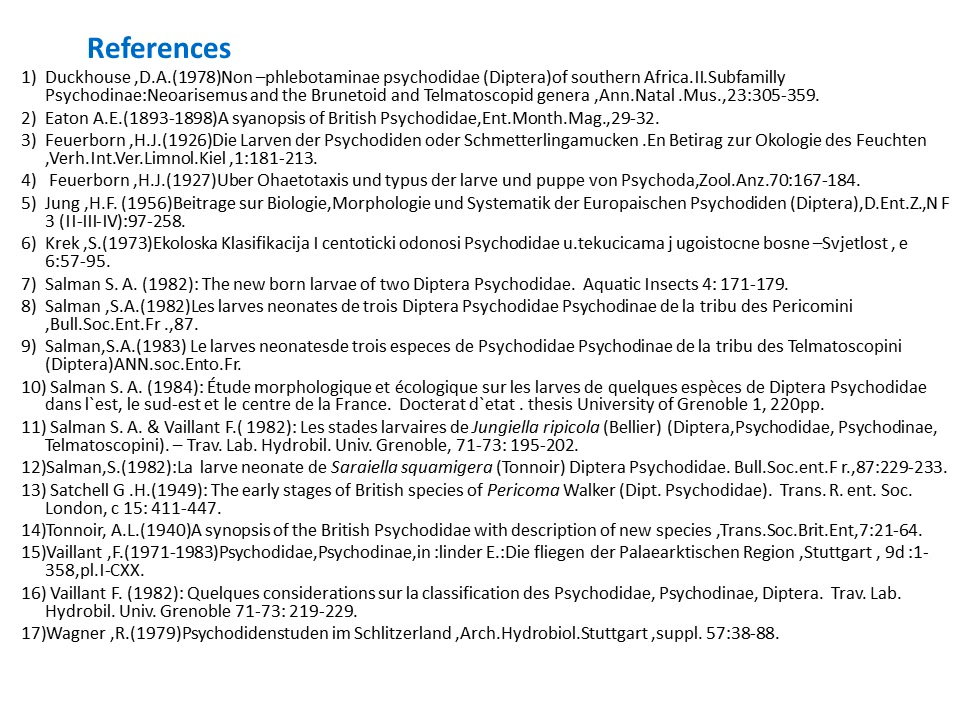 References
1) Duckhouse ,D.A.(1978)Non –phlebotaminae psychodidae (Diptera)of southern Africa.II.Subfamilly
Psychodinae:Neoarisemus and the Brunetoid and Telmatoscopid genera ,Ann.Natal .Mus.,23:305-359.
2) Eaton A.E.(1893-1898)A syanopsis of British Psychodidae,Ent.Month.Mag.,29-32.
3) Feuerborn ,H.J.(1926)Die Larven der Psychodiden oder Schmetterlingamucken .En Betirag zur Okologie des Feuchten
,Verh.Int.Ver.Limnol.Kiel ,1:181-213.
4) Feuerborn ,H.J.(1927)Uber Ohaetotaxis und typus der larve und puppe von Psychoda,Zool.Anz.70:167-184.
5) Jung ,H.F. (1956)Beitrage sur Biologie,Morphologie und Systematik der Europaischen Psychodiden (Diptera),D.Ent.Z.,N F
3 (II-III-IV):97-258.
6) Krek ,S.(1973)Ekoloska Klasifikacija I centoticki odonosi Psychodidae u.tekucicama j ugoistocne bosne –Svjetlost , e
6:57-95.
7) Salman S. A. (1982): The new born larvae of two Diptera Psychodidae. Aquatic Insects 4: 171-179.
8) Salman ,S.A.(1982)Les larves neonates de trois Diptera Psychodidae Psychodinae de la tribu des Pericomini
,Bull.Soc.Ent.Fr .,87.
9) Salman,S.A.(1983) Le larves neonatesde trois especes de Psychodidae Psychodinae de la tribu des Telmatoscopini
(Diptera)ANN.soc.Ento.Fr.
10) Salman S. A. (1984): Étude morphologique et écologique sur les larves de quelques espèces de Diptera Psychodidae
dans l`est, le sud-est et le centre de la France. Docterat d`etat . thesis University of Grenoble 1, 220pp.
11) Salman S. A. & Vaillant F.( 1982): Les stades larvaires de Jungiella ripicola (Bellier) (Diptera,Psychodidae, Psychodinae,
Telmatoscopini). – Trav. Lab. Hydrobil. Univ. Grenoble, 71-73: 195-202.
12)Salman,S.(1982):La larve neonate de Saraiella squamigera (Tonnoir) Diptera Psychodidae. Bull.Soc.ent.F r.,87:229-233.
13) Satchell G .H.(1949): The early stages of British species of Pericoma Walker (Dipt. Psychodidae). Trans. R. ent. Soc.
London, c 15: 411-447.
14)Tonnoir, A.L.(1940)A synopsis of the British Psychodidae with description of new species ,Trans.Soc.Brit.Ent,7:21-64.
15)Vaillant ,F.(1971-1983)Psychodidae,Psychodinae,in :linder E.:Die fliegen der Palaearktischen Region ,Stuttgart , 9d :1-
358,pl.I-CXX.
16) Vaillant F. (1982): Quelques considerations sur la classification des Psychodidae, Psychodinae, Diptera. Trav. Lab.
Hydrobil. Univ. Grenoble 71-73: 219-229.
17)Wagner ,R.(1979)Psychodidenstuden im Schlitzerland ,Arch.Hydrobiol.Stuttgart ,suppl. 57:38-88.